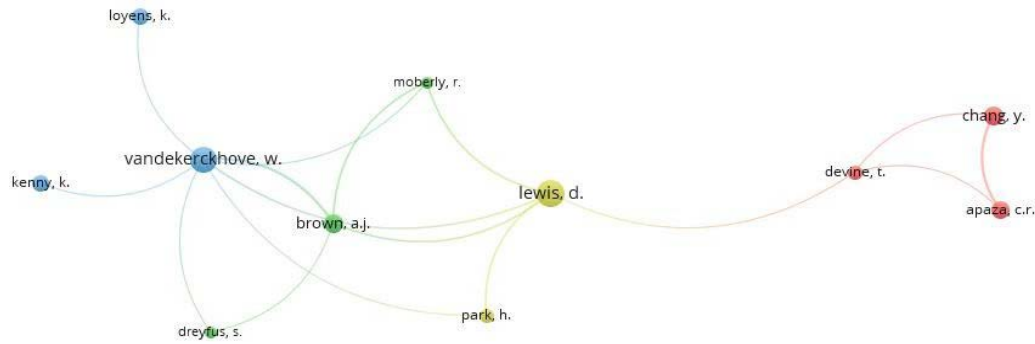 loyens, k.
moberly, r.
chang, y.
vandekerckhove, w.
devine, t.
kenny, k.
lewis, d.
apaza, c.r.
brown, a.j.
park, h.
dreyfus, s.